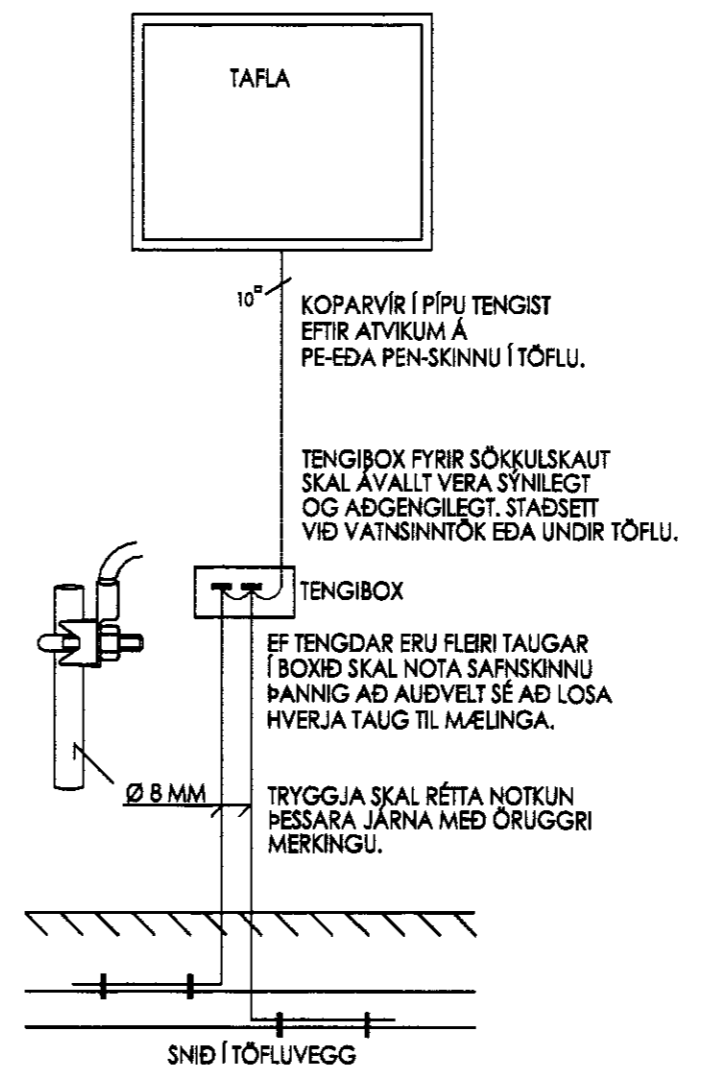 TAFLA
10□
KOPARVÍR Í PÍPU TENGIST
EFTIR ATVIKUM Á
PE-EÐA PEN-SKINNU Í TÖFLU.
TENGIBOX FYRIR SÖKKULSKAUT
SKAL ÁVALLT VERA SÝNILEGT
OG AÐGENGILEGT. STAÐSETT
VIÐ VATNSINNTÖK EÐA UNDIR TÖFLU.
TENGIBOX
EF TENGDAR ERU FLEIRI TAUGAR
Í BOXIÐ SKAL NOTA SAFNSKINNU
ÞANNIG AÐ AUÐVELT SÉ AÐ LOSA
HVERJA TAUG TIL MÆLINGA.
Ø 8 MM
TRYGGJA SKAL RÉTTA NOTKUN
ÞESSARA JÁRNA MEÐ ÖRUGGRI
MERKINGU.
SNIÐ Í TÖFLUVEGG